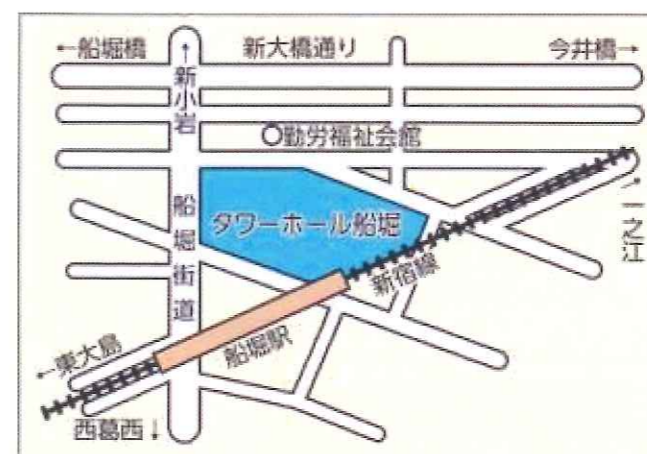 ←船堀橋
↑新小岩
新大橋通り
今井橋→
勤労福祉会館
船堀街道
タワーホール船堀
新宿線
→一之江
船堀駅
←東大島
西葛西↓